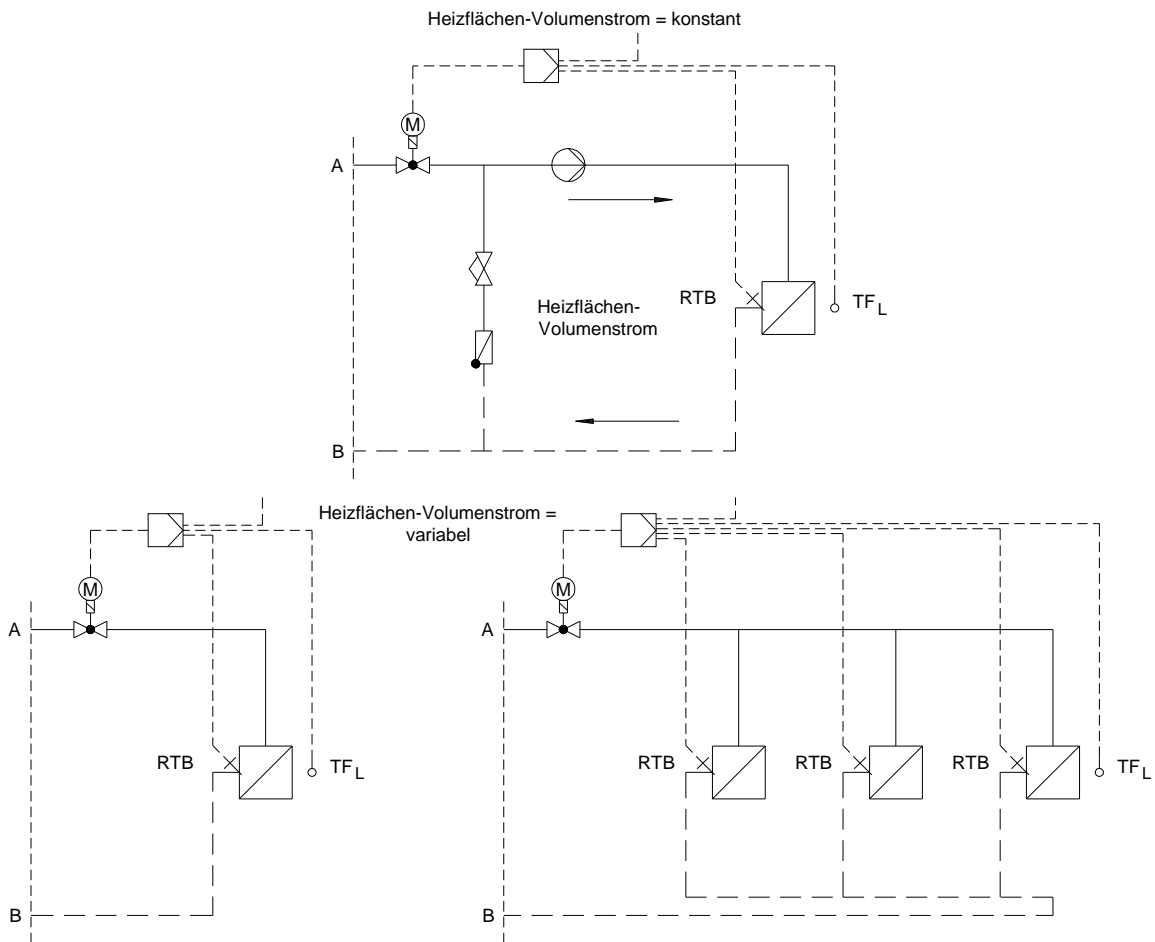 Heizflächen-Volumenstrom = konstant
M
A
RTB
TF L
Heizflächen-
Volumenstrom
B
Heizflächen-Volumenstrom =
variabel
M
A
RTB
TF L
B
M
A
RTB
RTB
RTB
TF L
B